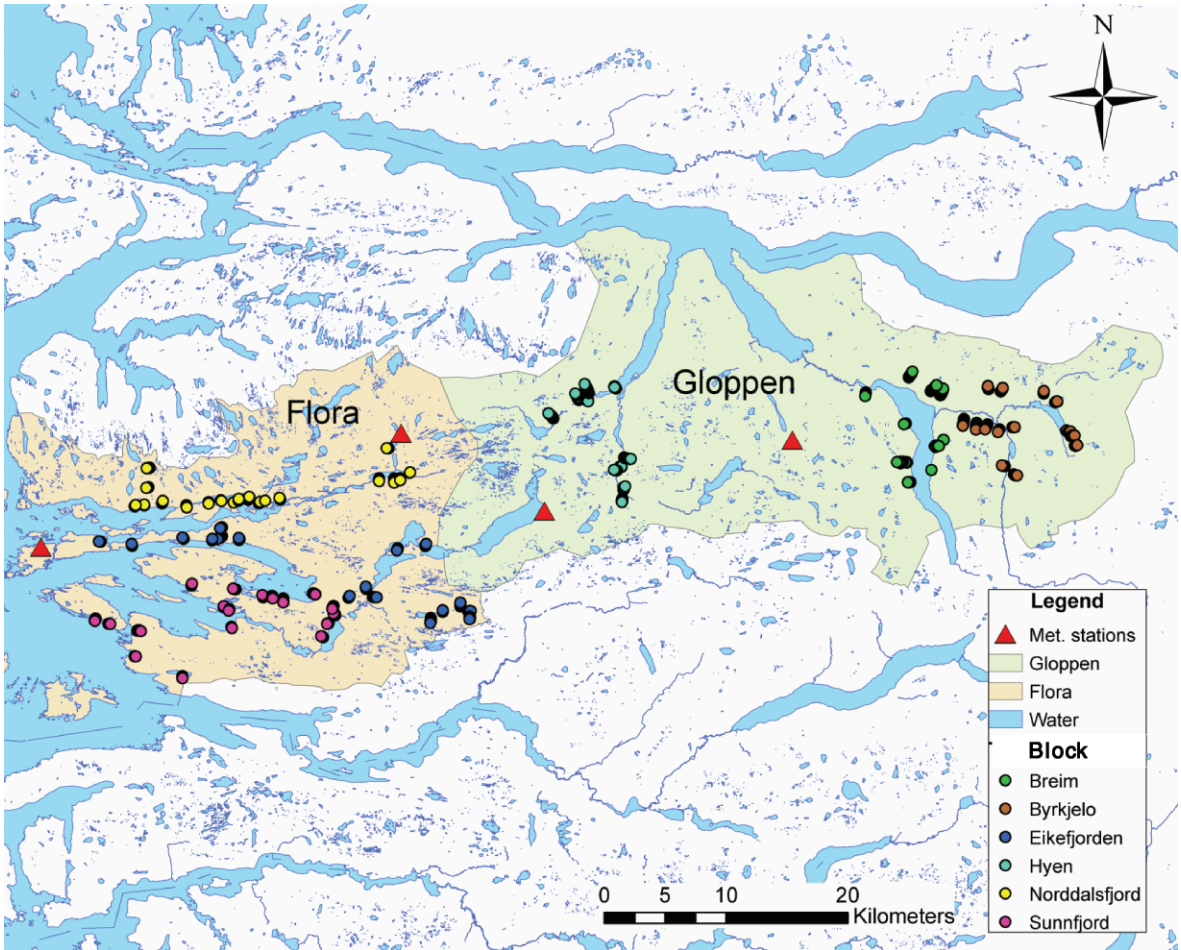 N
Flora
Gloppen
Legend
Met. stations
Gloppen
Flora
Water
Block
Breim
Byrkjelo
Eikefjorden
Hyen
Norddalsfjord
Sunnfjord
0 5 10 20
Kilometers